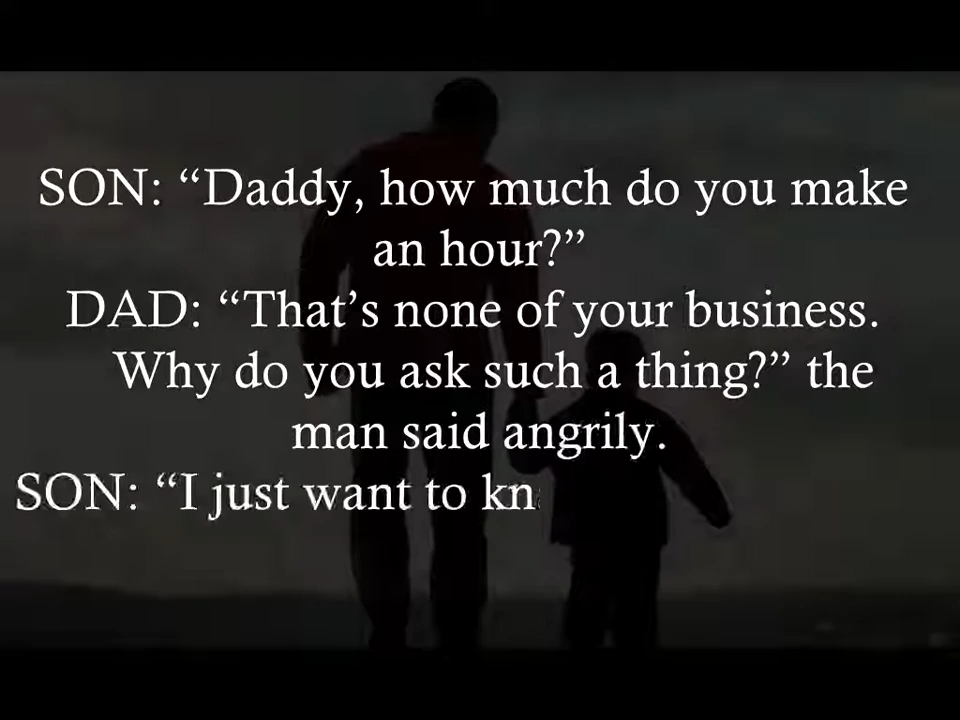 SON: “Daddy, how much do you make
an hour?”
DAD: “That’s none of your business.
Why do you ask such a thing?” the
man said angrily.
SON: “I just want to kn